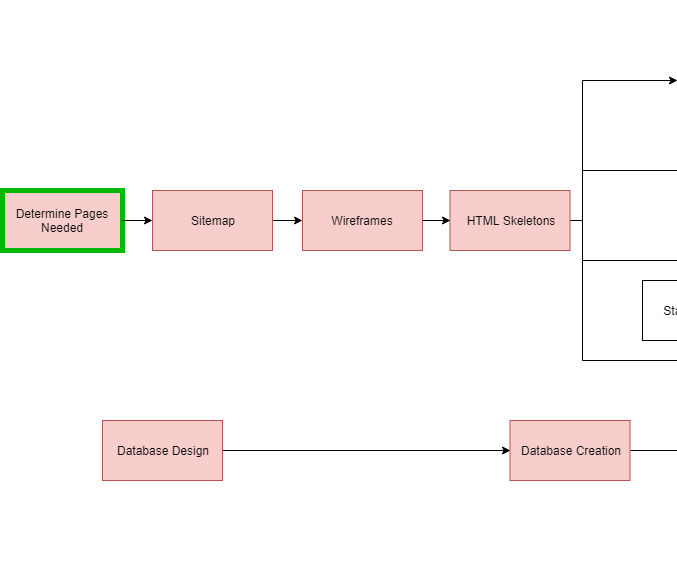 Determine Pages
Needed
Sitemap
Wireframes
HTML Skeletons
Database Design
Database Creation